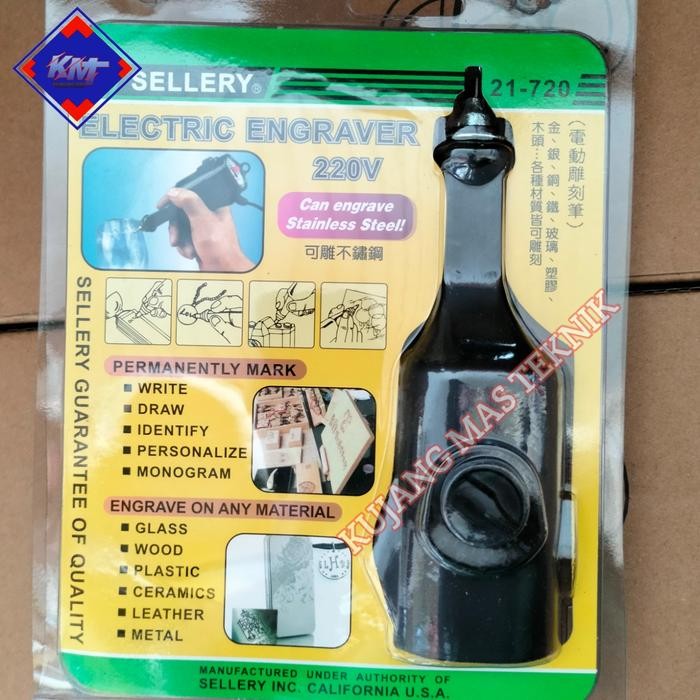 KMT
SELLERY®
21-720
ELECTRIC ENGRAVER
220V
Can engrave
Stainless Steel!
可雕不鏽鋼
(電動雕刻筆)
金、銀、銅、鐵、玻璃、塑膠、
木頭…各種材質皆可雕刻
SELLERY GUARANTEE OF QUALITY
PERMANENTLY MARK
■ WRITE
■ DRAW
■ IDENTIFY
■ PERSONALIZE
■ MONOGRAM
ENGRAVE ON ANY MATERIAL
■ GLASS
■ WOOD
■ PLASTIC
■ CERAMICS
■ LEATHER
■ METAL
KUJANG MAS TEKNIK
MANUFACTURED UNDER AUTHORITY OF
SELLERY INC. CALIFORNIA U.S.A.